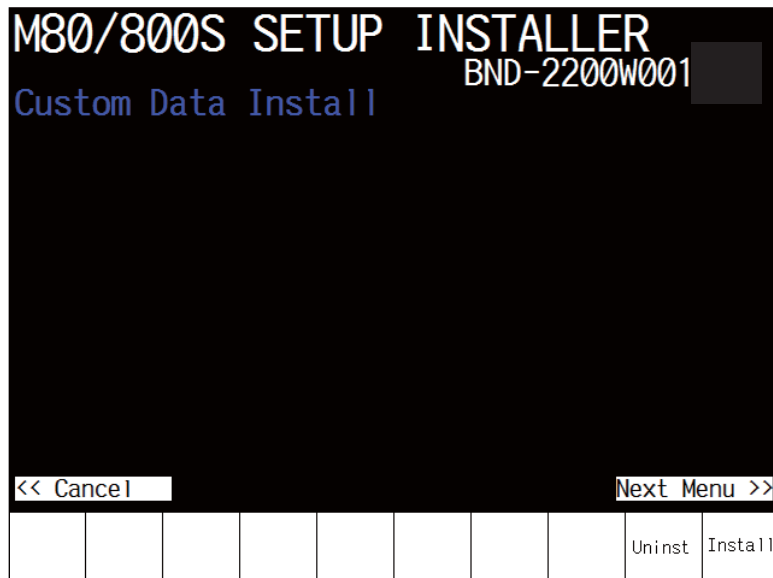 M80/800S SETUP INSTALLER
BND-2200W001
Custom Data Install
<< Cancel
Next Menu >>
Uninst
Install